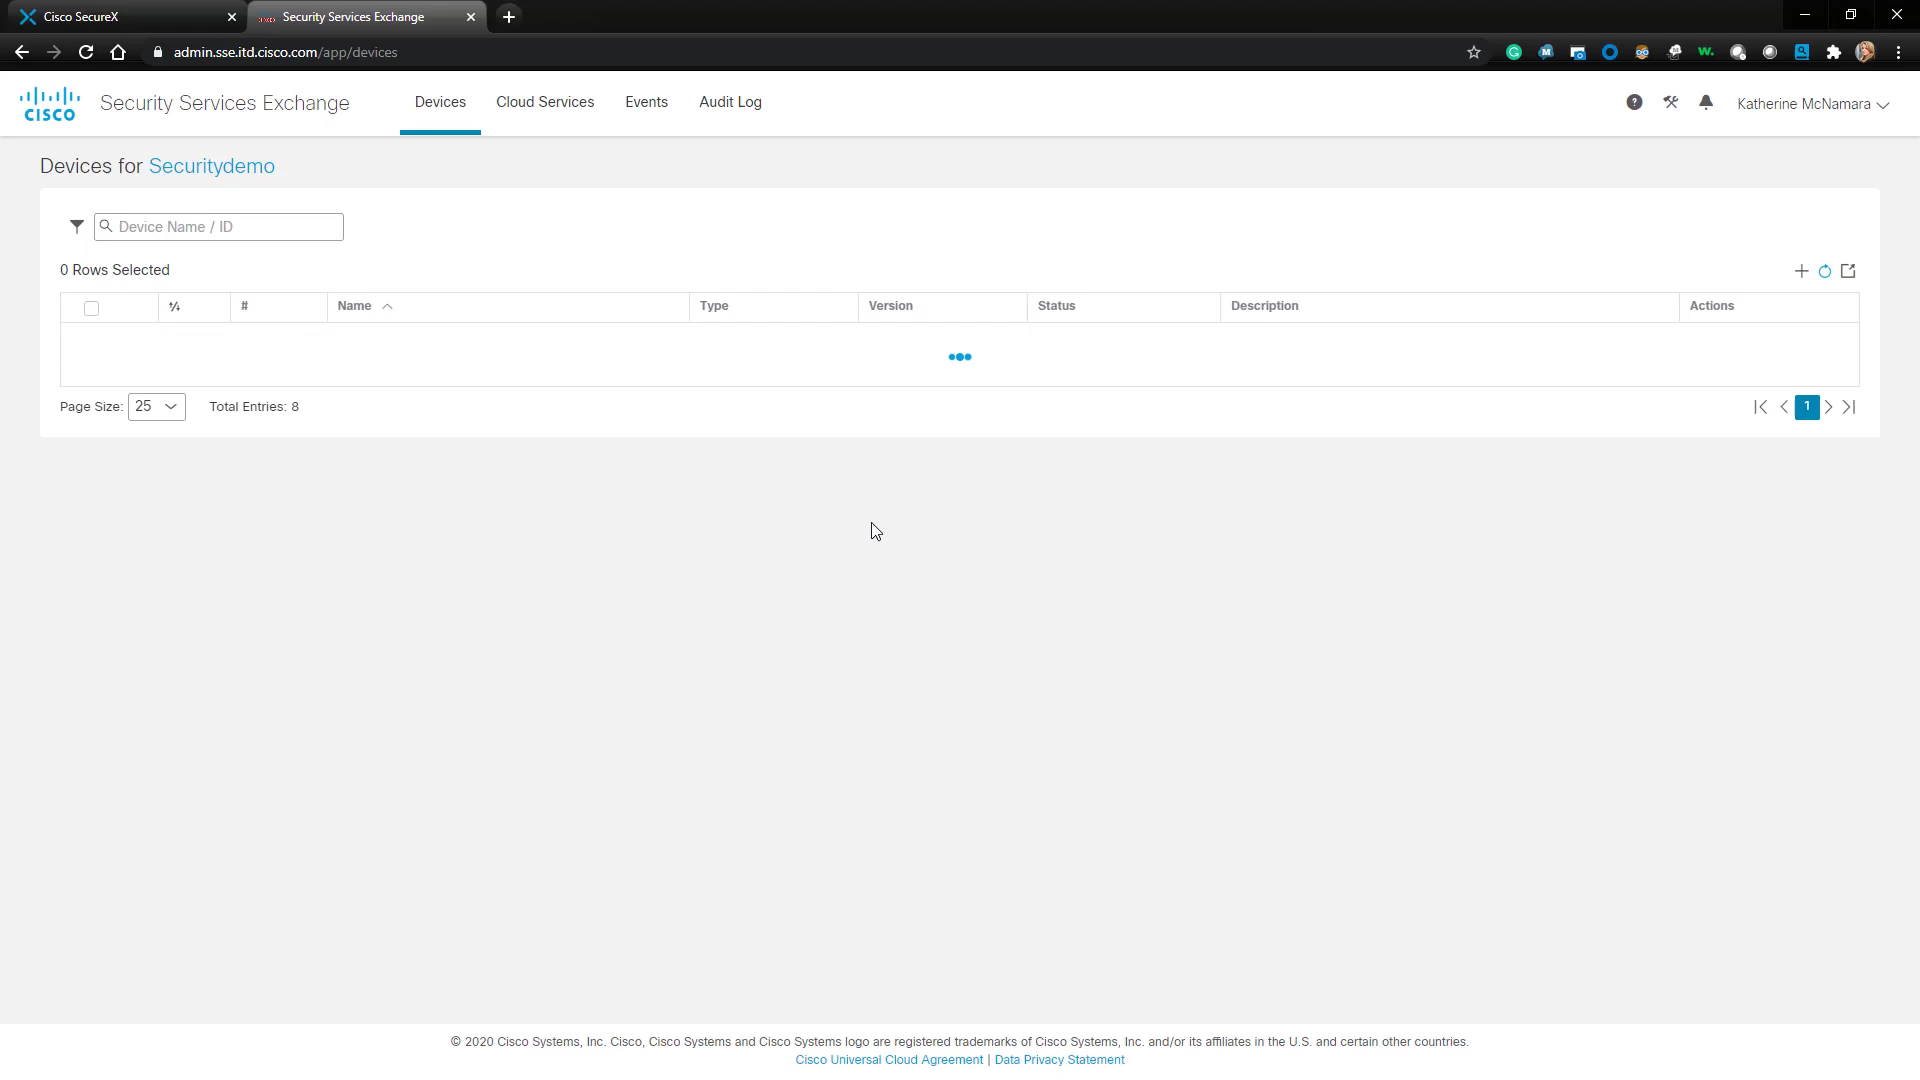 Cisco SecureX
Security Services Exchange
admin.sse.itd.cisco.com/app/devices
CISCO
Security Services Exchange
Devices
Cloud Services
Events
Audit Log
Katherine McNamara
Devices for Securitydemo
Device Name / ID
0 Rows Selected
#
Name
Type
Version
Status
Description
Actions
Page Size: 25
Total Entries: 8
1
© 2020 Cisco Systems, Inc. Cisco, Cisco Systems and Cisco Systems logo are registered trademarks of Cisco Systems, Inc. and/or its affiliates in the U.S. and certain other countries.
Cisco Universal Cloud Agreement | Data Privacy Statement